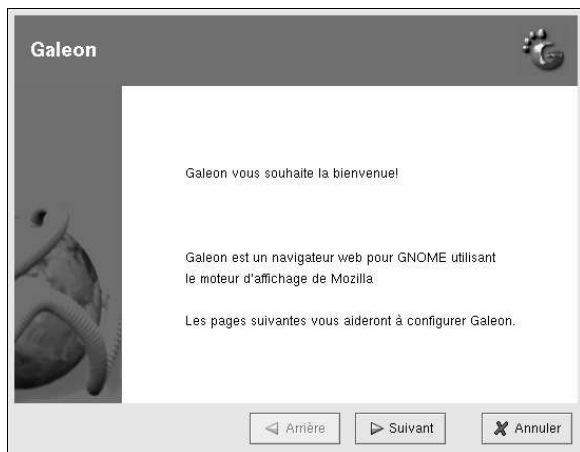 Galeon
Galeon vous souhaite la bienvenue!
Galeon est un navigateur web pour GNOME utilisant
le moteur d'affichage de Mozilla
Les pages suivantes vous aideront à configurer Galeon.
Arrière
Suivant
Annuler